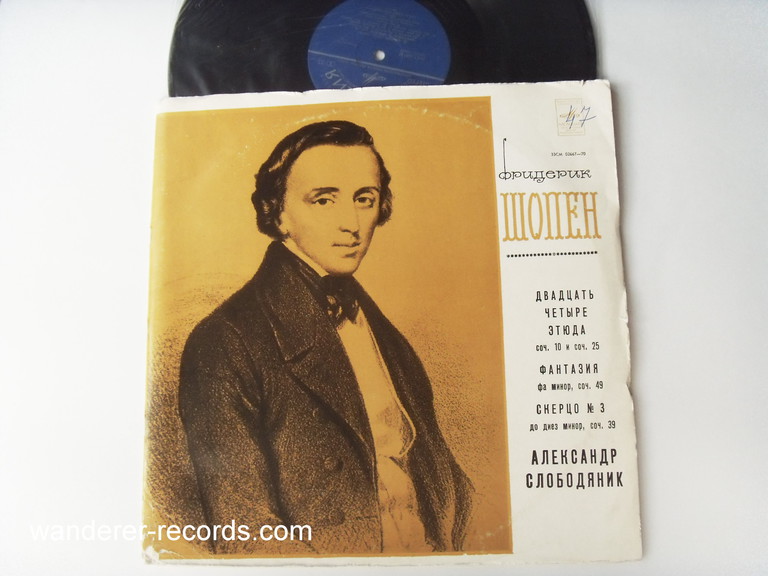 47
фридерик
ШОПЕН
ДВАДЦАТЬ
ЧЕТЫРЕ
ЭТЮДА
соч. 10 и соч. 25
ФАНТАЗИЯ
фа минор, соч. 49
СКЕРЦО № 3
до диез минор, соч. 39
АЛЕКСАНДР
СЛОБОДЯНИК
wanderer-records.com